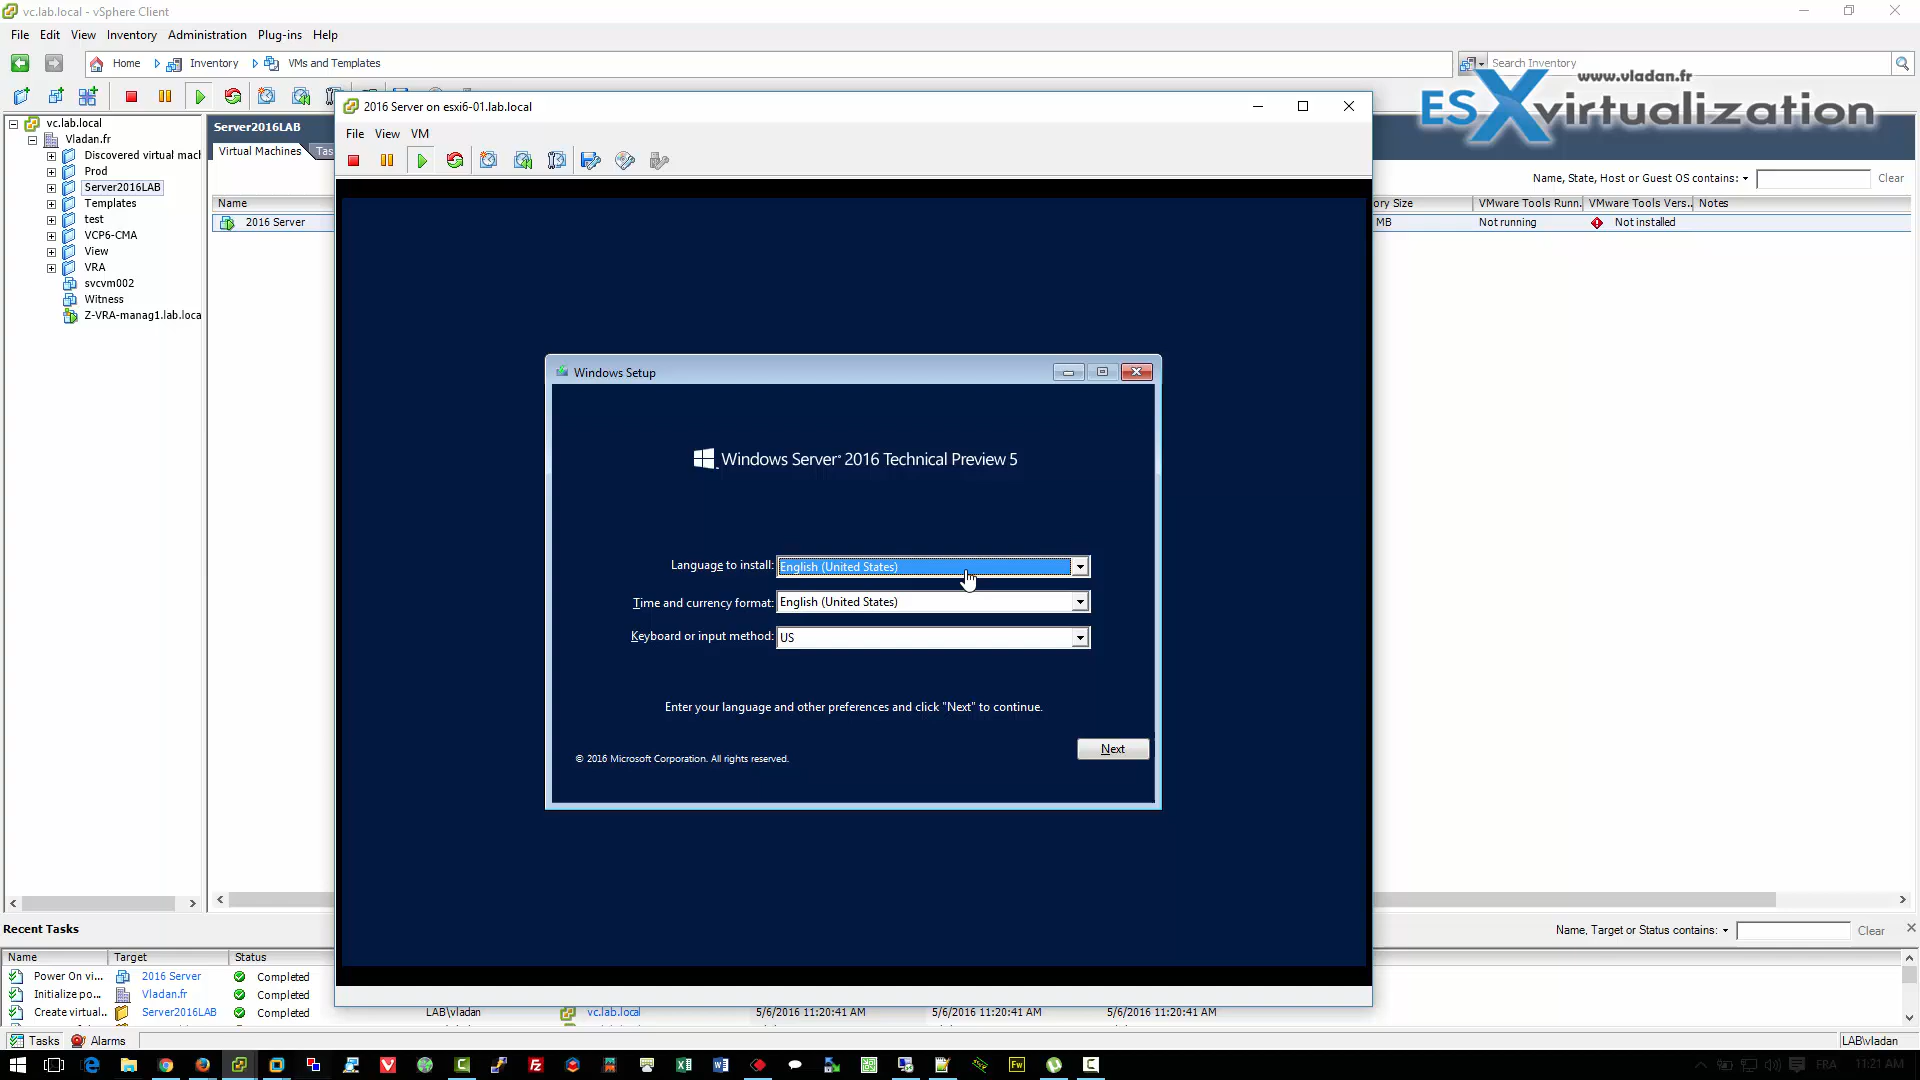 vc.lab.local - vSphere Client
File Edit View Inventory Administration Plug-ins Help
Home Inventory VMs and Templates
Search Inventory
www.vladan.fr
ESXvirtualization
vc.lab.local
Vladan.fr
Discovered virtual mach
Prod
Server2016LAB
Templates
test
VCP6-CMA
View
VRA
svcvm002
Witness
Z-VRA-manag1.lab.loca
Server2016LAB
Virtual Machines Tas
Name
2016 Server
2016 Server on esxi6-01.lab.local
File View VM
Windows Setup
Windows Server 2016 Technical Preview 5
Language to install: English (United States)
Time and currency format: English (United States)
Keyboard or input method: US
Enter your language and other preferences and click "Next" to continue.
Next
© 2016 Microsoft Corporation. All rights reserved.
Name, State, Host or Guest OS contains: Clear
ory Size VMware Tools Runn. VMware Tools Vers.. Notes
MB Not running Not installed
Recent Tasks
Name, Target or Status contains: Clear
Name Target Status
Power On vi... 2016 Server Completed
Initialize po... Vladan.fr Completed
Create virtual... Server2016LAB Completed LAB\vladan vc.lab.local 5/6/2016 11:20:41 AM 5/6/2016 11:20:41 AM 5/6/2016 11:20:41 AM
Tasks Alarms
LAB\vladan
FRA 11:21 AM